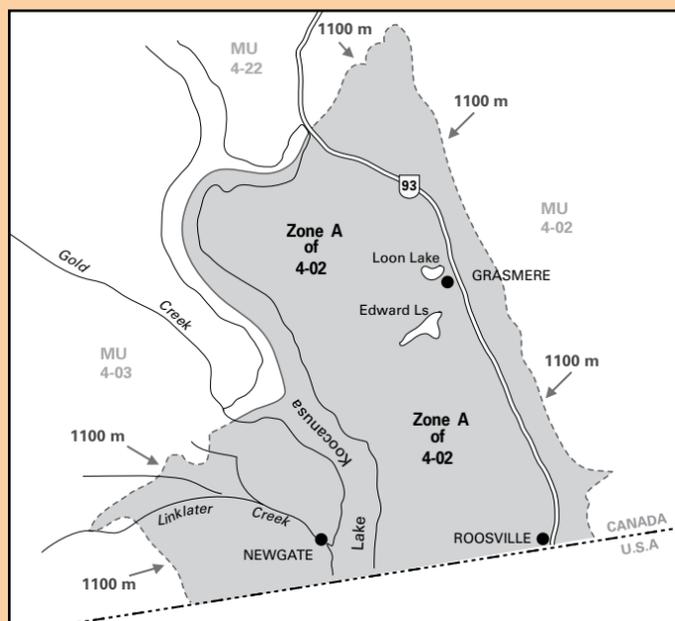 1100 m
MU
4-22
1100 m
93
MU
4-02
Zone A
of
4-02
Loon Lake
GRASMERE
Gold
Creek
Edward Ls
MU
4-03
1100 m
Koocanusa
Lake
Zone A
of
4-02
1100 m
Linklater
Creek
NEWGATE
ROOSVILLE
CANADA
U.S.A
1100 m